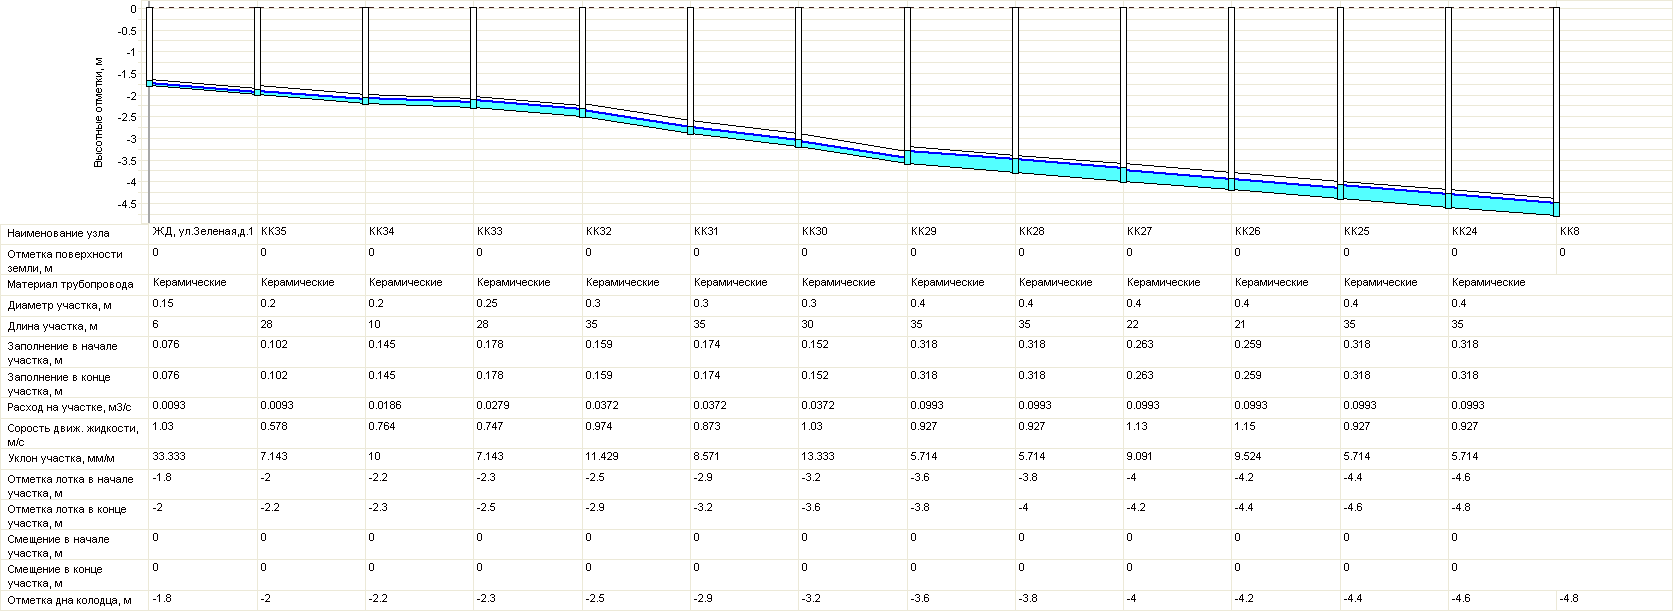 0
-0.5
-1
-1.5
-2
-2.5
-3
-3.5
-4
-4.5
Высотные отметки, м
Наименование узла ЖД, ул.Зеленая,д.1 КК35 КК34 КК33 КК32 КК31 КК30 КК29 КК28 КК27 КК26 КК25 КК24 КК8
Отметка поверхности
земли, м 0 0 0 0 0 0 0 0 0 0 0 0 0 0
Материал трубопровода Керамические Керамические Керамические Керамические Керамические Керамические Керамические Керамические Керамические Керамические Керамические Керамические Керамические
Диаметр участка, м 0.15 0.2 0.2 0.25 0.3 0.3 0.3 0.4 0.4 0.4 0.4 0.4 0.4
Длина участка, м 6 28 10 28 35 35 30 35 35 22 21 35 35
Заполнение в начале
участка, м 0.076 0.102 0.145 0.178 0.159 0.174 0.152 0.318 0.318 0.263 0.259 0.318 0.318
Заполнение в конце
участка, м 0.076 0.102 0.145 0.178 0.159 0.174 0.152 0.318 0.318 0.263 0.259 0.318 0.318
Расход на участке, м3/с 0.0093 0.0093 0.0186 0.0279 0.0372 0.0372 0.0372 0.0993 0.0993 0.0993 0.0993 0.0993 0.0993
Сорость движ. жидкости,
м/с 1.03 0.578 0.764 0.747 0.974 0.873 1.03 0.927 0.927 1.13 1.15 0.927 0.927
Уклон участка, мм/м 33.333 7.143 10 7.143 11.429 8.571 13.333 5.714 5.714 9.091 9.524 5.714 5.714
Отметка лотка в начале
участка, м -1.8 -2 -2.2 -2.3 -2.5 -2.9 -3.2 -3.6 -3.8 -4 -4.2 -4.4 -4.6
Отметка лотка в конце
участка, м -2 -2.2 -2.3 -2.5 -2.9 -3.2 -3.6 -3.8 -4 -4.2 -4.4 -4.6 -4.8
Смещение в начале
участка, м 0 0 0 0 0 0 0 0 0 0 0 0 0
Смещение в конце
участка, м 0 0 0 0 0 0 0 0 0 0 0 0 0
Отметка дна колодца, м -1.8 -2 -2.2 -2.3 -2.5 -2.9 -3.2 -3.6 -3.8 -4 -4.2 -4.4 -4.6 -4.8